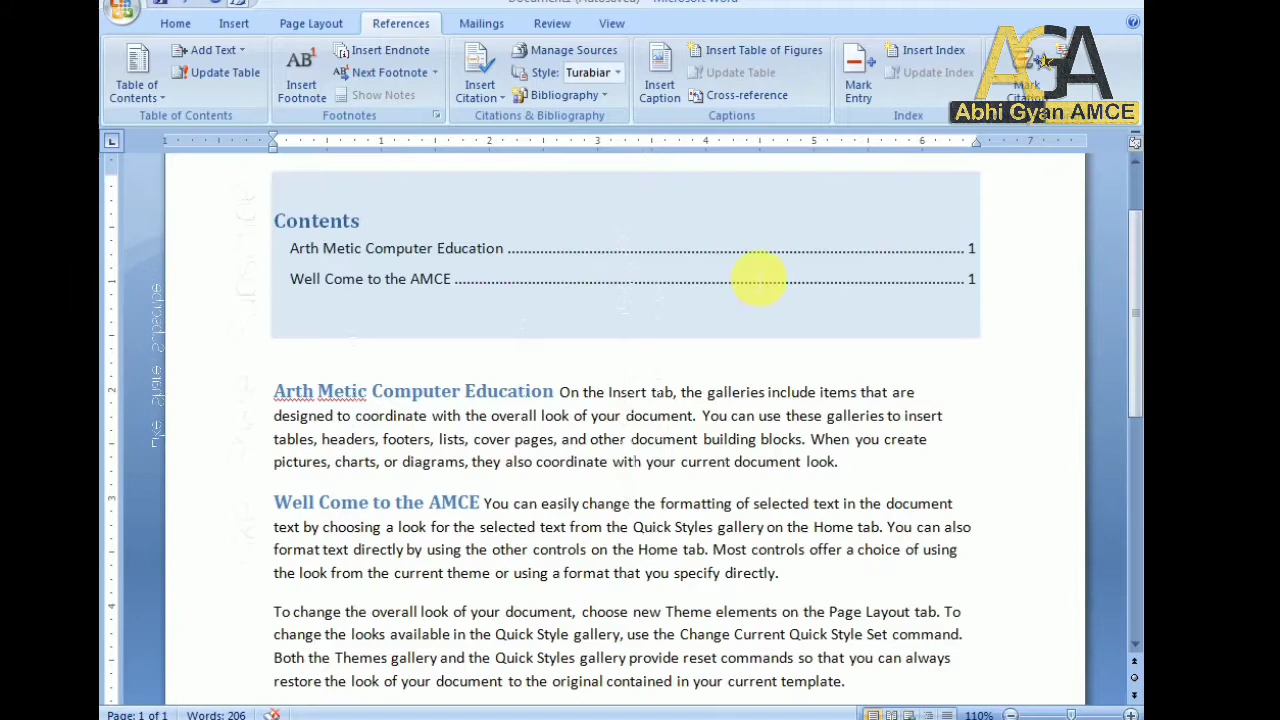 Home Insert Page Layout References Mailings Review View
Add Text Insert Endnote Manage Sources Insert Table of Figures Insert Index
Update Table Next Footnote Style: Turabiar Update Table Update Index
Table of Contents Insert Footnote Show Notes Insert Citation Bibliography Insert Caption Cross-reference Mark Entry Mark
Table of Contents Footnotes Citations & Bibliography Captions Index
AGA
Abhi Gyan AMCE
1 1 2 3 4 5 6 7
Contents
Arth Metic Computer Education ........ 1
Well Come to the AMCE ........ 1
Arth Metic Computer Education On the Insert tab, the galleries include items that are
designed to coordinate with the overall look of your document. You can use these galleries to insert
tables, headers, footers, lists, cover pages, and other document building blocks. When you create
pictures, charts, or diagrams, they also coordinate with your current document look.
Well Come to the AMCE You can easily change the formatting of selected text in the document
text by choosing a look for the selected text from the Quick Styles gallery on the Home tab. You can also
format text directly by using the other controls on the Home tab. Most controls offer a choice of using
the look from the current theme or using a format that you specify directly.
To change the overall look of your document, choose new Theme elements on the Page Layout tab. To
change the looks available in the Quick Style gallery, use the Change Current Quick Style Set command.
Both the Themes gallery and the Quick Styles gallery provide reset commands so that you can always
restore the look of your document to the original contained in your current template.
Page: 1 of 1 Words: 206 110%